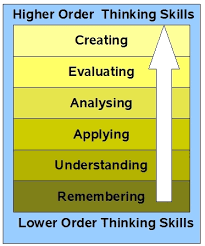 Higher Order  Thinking Skills
Creating
Evaluating
Analysing
Applying
Understanding
Remembering
Lower Order Thinking Skills